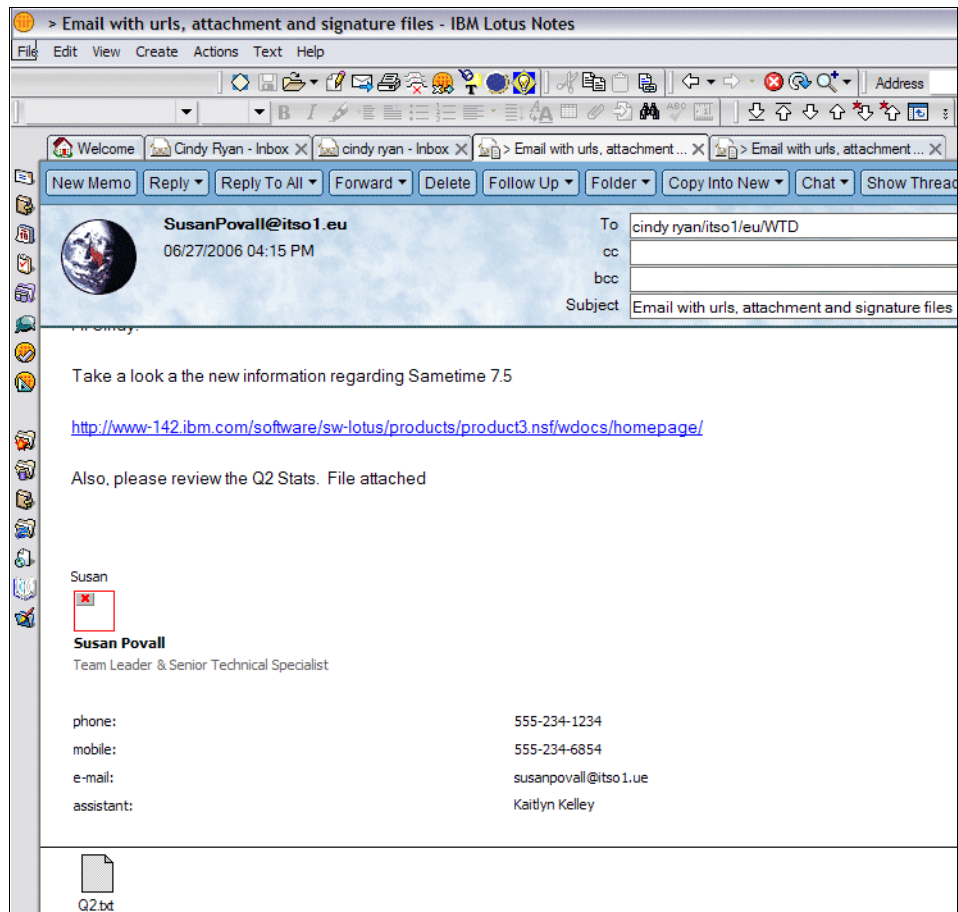 > Email with urls, attachment and signature files - IBM Lotus Notes
File Edit View Create Actions Text Help
Address
B I A ABC
Welcome Cindy Ryan - Inbox cindy ryan - Inbox > Email with urls, attachment ... > Email with urls, attachment ...
New Memo Reply Reply To All Forward Delete Follow Up Folder Copy Into New Chat Show Thread
SusanPovall@itso1.eu To cindy ryan/itso1/eu/WTD
06/27/2006 04:15 PM cc
bcc
Subject Email with urls, attachment and signature files
Take a look a the new information regarding Sametime 7.5
http://www-142.ibm.com/software/sw-lotus/products/product3.nsf/wdocs/homepage/
Also, please review the Q2 Stats. File attached
Susan
Susan Povall
Team Leader & Senior Technical Specialist
phone: 555-234-1234
mobile: 555-234-6854
e-mail: susanpovall@itso1.ue
assistant: Kaitlyn Kelley
Q2.txt